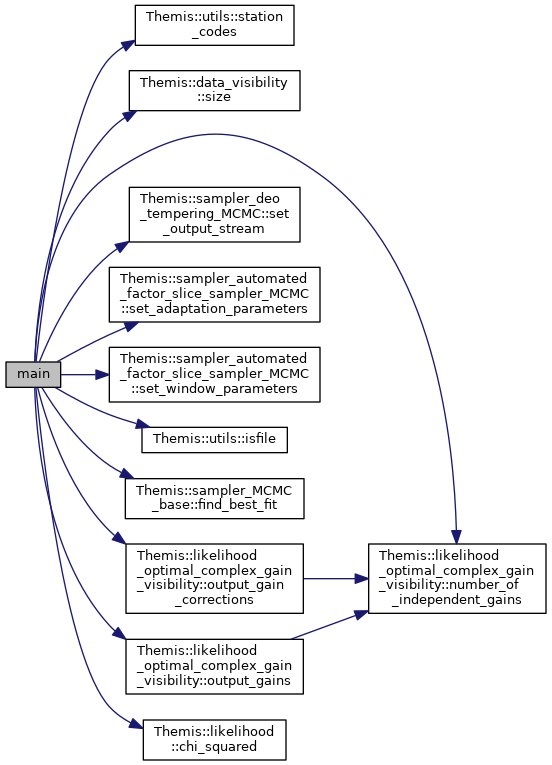 Themis::utils::station
_codes
Themis::data_visibility
::size
Themis::sampler_deo
_tempering_MCMC::set
_output_stream
Themis::sampler_automated
_factor_slice_sampler_MCMC
::set_adaptation_parameters
main
Themis::sampler_automated
_factor_slice_sampler_MCMC
::set_window_parameters
Themis::utils::isfile
Themis::sampler_MCMC
_base::find_best_fit
Themis::likelihood
_optimal_complex_gain
_visibility::output_gain
_corrections
Themis::likelihood
_optimal_complex_gain
_visibility::number_of
_independent_gains
Themis::likelihood
_optimal_complex_gain
_visibility::output_gains
Themis::likelihood
::chi_squared